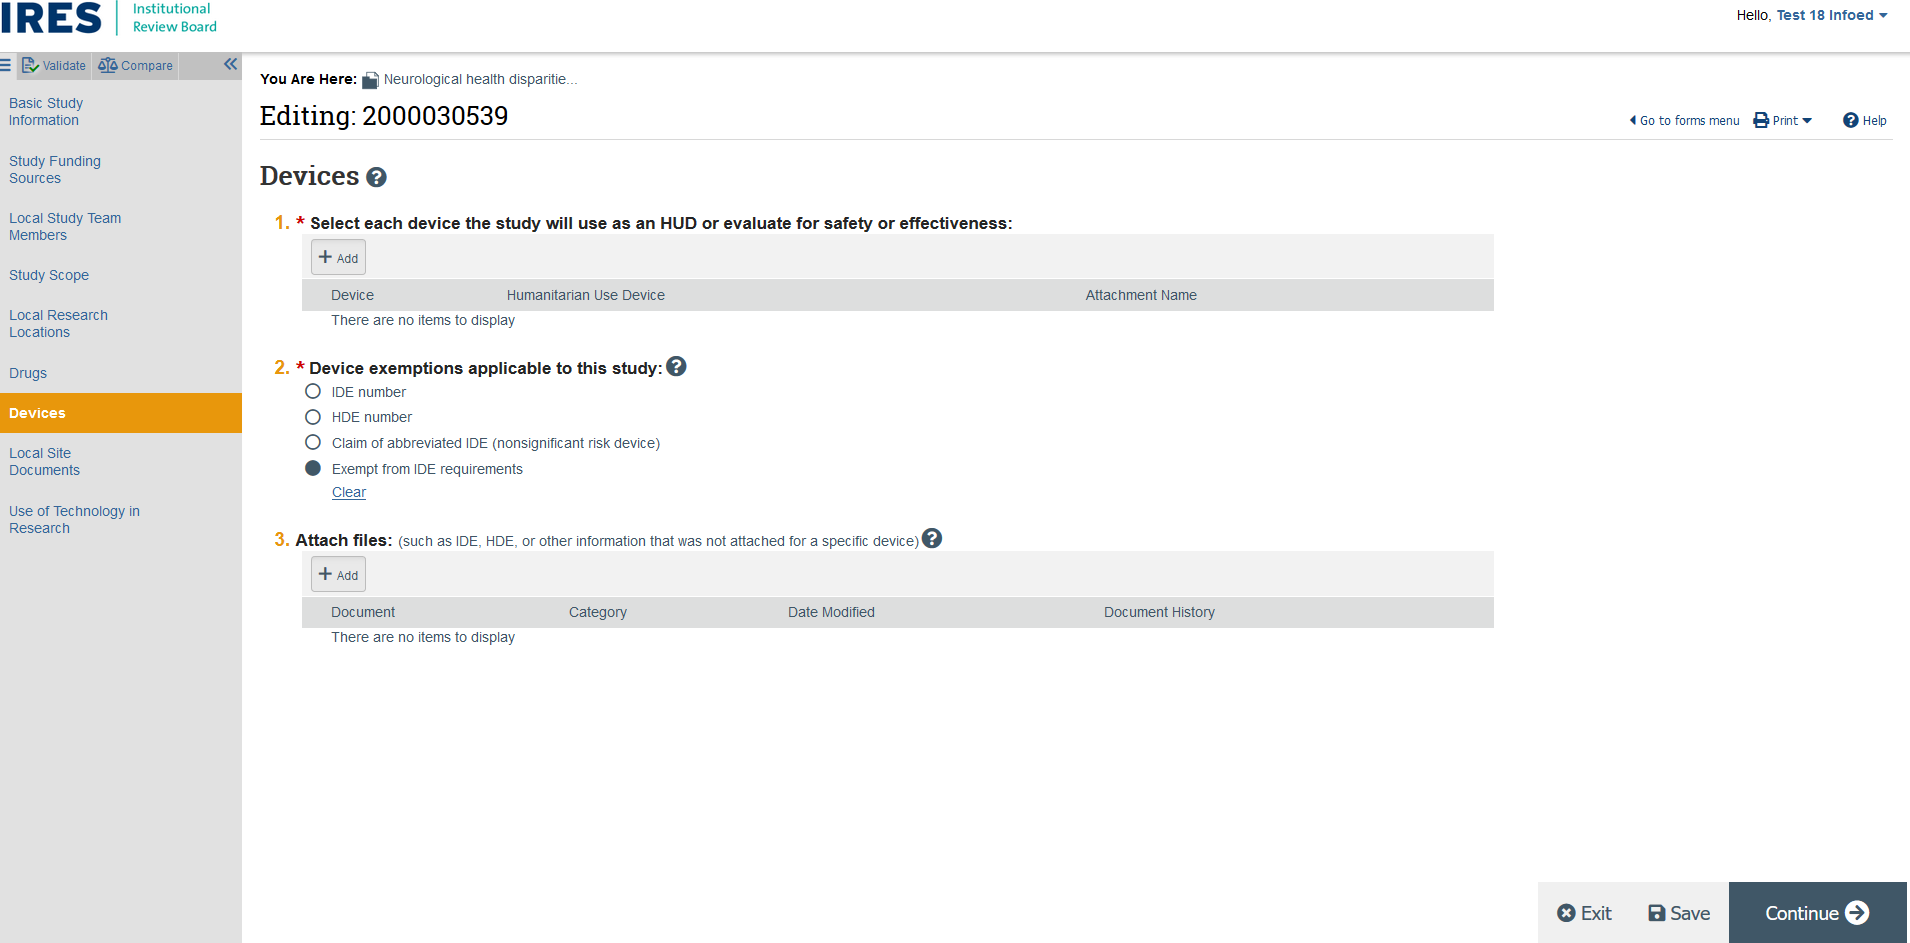 IRES
Institutional
Review Board
Hello, Test 18 Infoed
Validate
Compare
Basic Study
Information
Study Funding
Sources
Local Study Team
Members
Study Scope
Local Research
Locations
Drugs
Devices
Local Site
Documents
Use of Technology in
Research
You Are Here: Neurological health disparitie...
Editing: 2000030539
Go to forms menu Print Help
Devices ?
1. * Select each device the study will use as an HUD or evaluate for safety or effectiveness:
+ Add
Device Humanitarian Use Device Attachment Name
There are no items to display
2. * Device exemptions applicable to this study: ?
IDE number
HDE number
Claim of abbreviated IDE (nonsignificant risk device)
Exempt from IDE requirements
Clear
3. Attach files: (such as IDE, HDE, or other information that was not attached for a specific device) ?
+ Add
Document Category Date Modified Document History
There are no items to display
Exit Save Continue